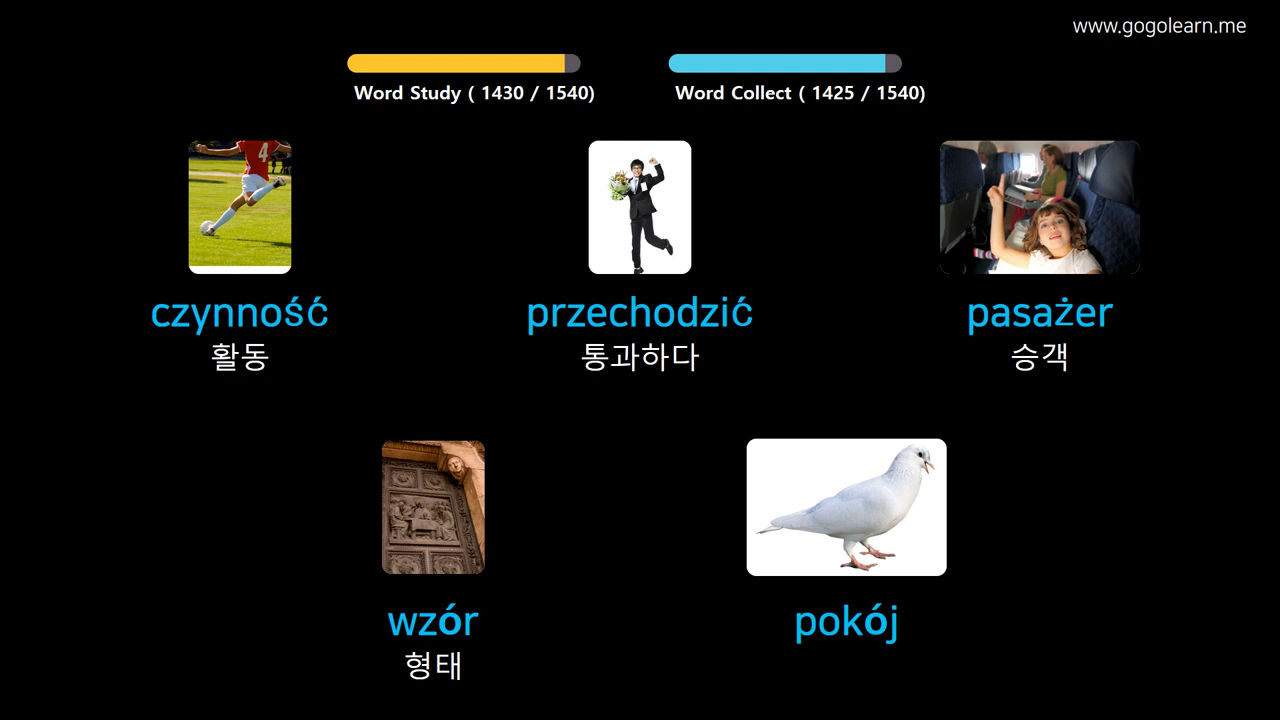 www.gogolearn.me
Word Study ( 1430 / 1540)
Word Collect ( 1425 / 1540)
4
czynność
활동
przechodzić
통과하다
pasażer
승객
wzór
형태
pokój